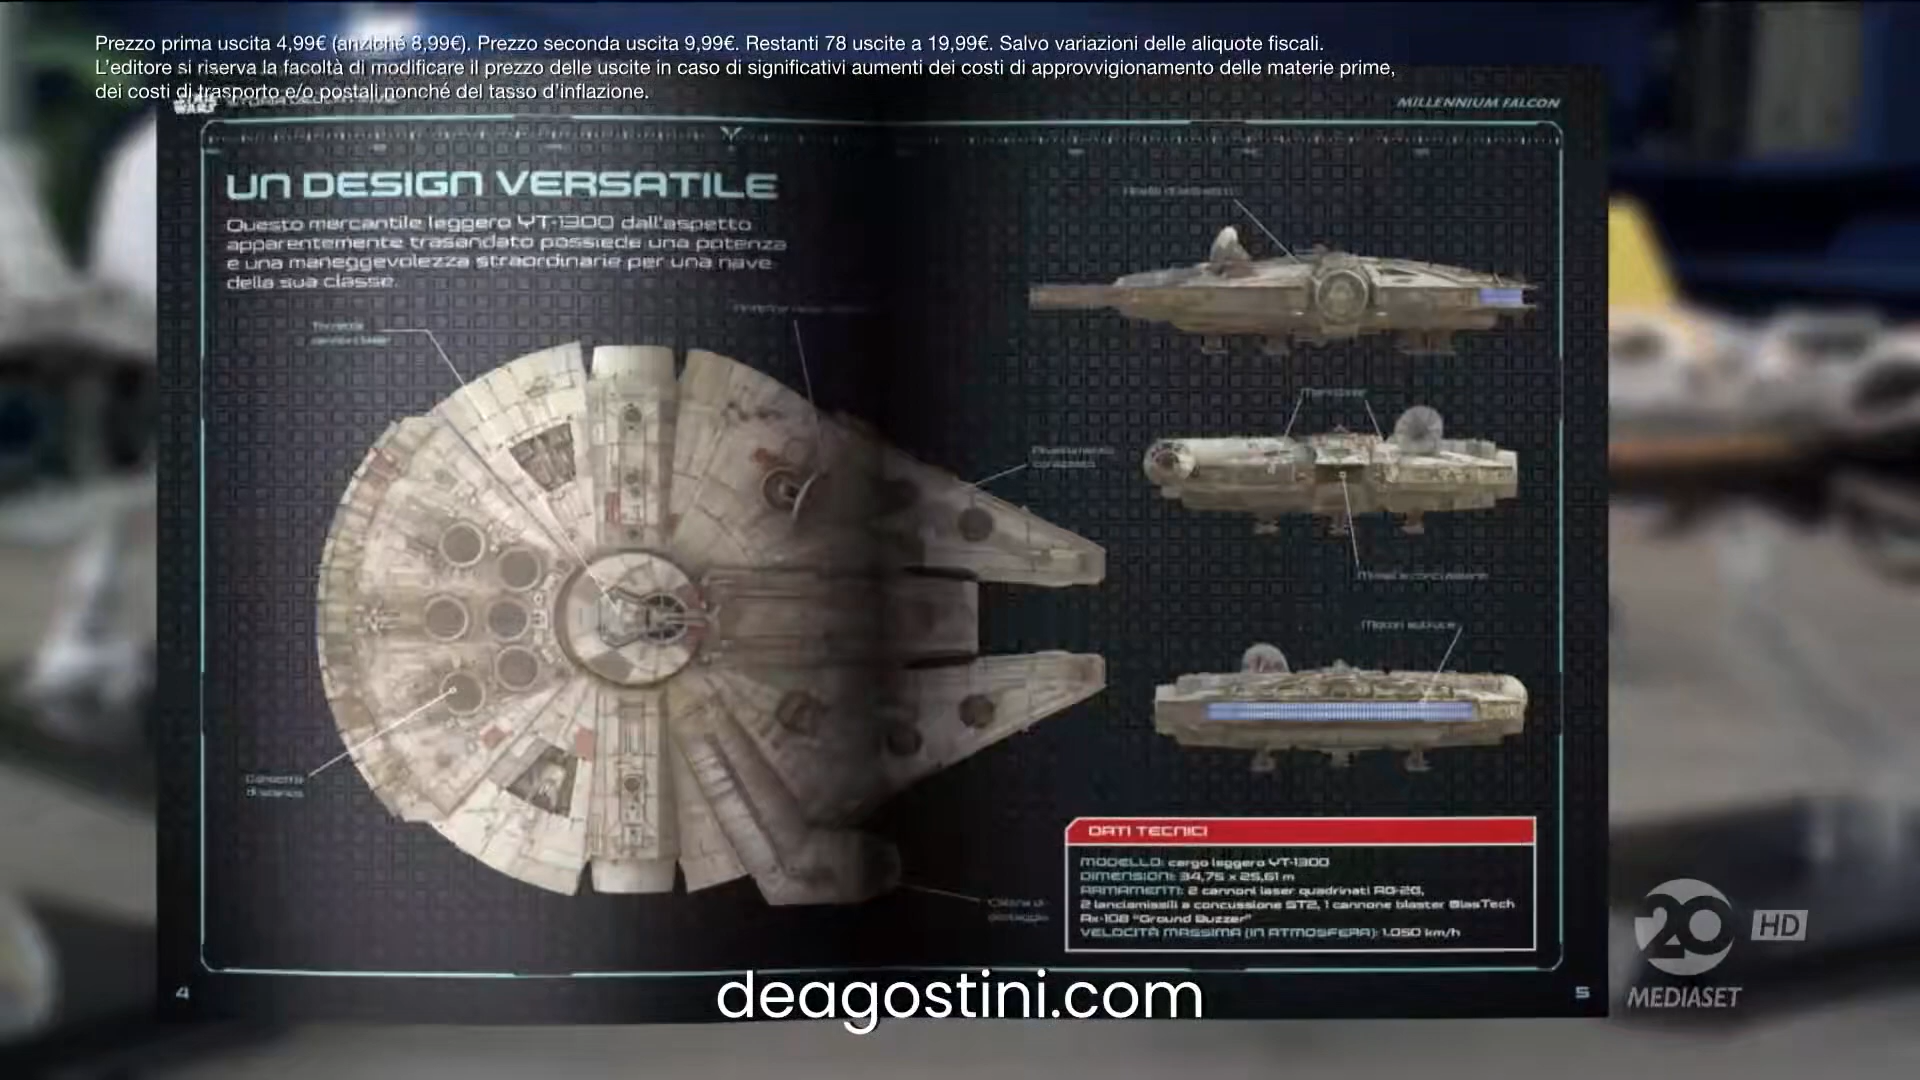 Prezzo prima uscita 4,99€ (anziché 8,99€). Prezzo seconda uscita 9,99€. Restanti 78 uscite a 19,99€. Salvo variazioni delle aliquote fiscali.
L'editore si riserva la facoltà di modificare il prezzo delle uscite in caso di significativi aumenti dei costi di approvvigionamento delle materie prime,
dei costi di trasporto e/o postali nonché del tasso d'inflazione.
MILLENNIUM FALCON
UN DESIGN VERSATILE
Questo mercantile leggero YT-1300 dall'aspetto
apparentemente trasandato possiede una potenza
e una maneggevolezza straordinarie per una nave
della sua classe.
DATI TECNICI
MODELLO: cargo leggero YT-1300
DIMENSIONI: 34,75 x 25,61 m
ARMAMENTI: 2 cannoni laser quadrinati AG-2G,
2 lanciamissili a concussione ST2, 1 cannone blaster BlasTech
Ax-108 "Ground Buzzer"
VELOCITÀ MASSIMA (IN ATMOSFERA): 1.050 km/h
4
5
deagostini.com
20 HD
MEDIASET